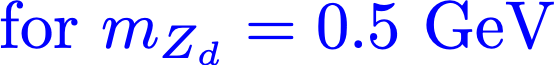 for $m_{Z_d} = 0.5$ GeV